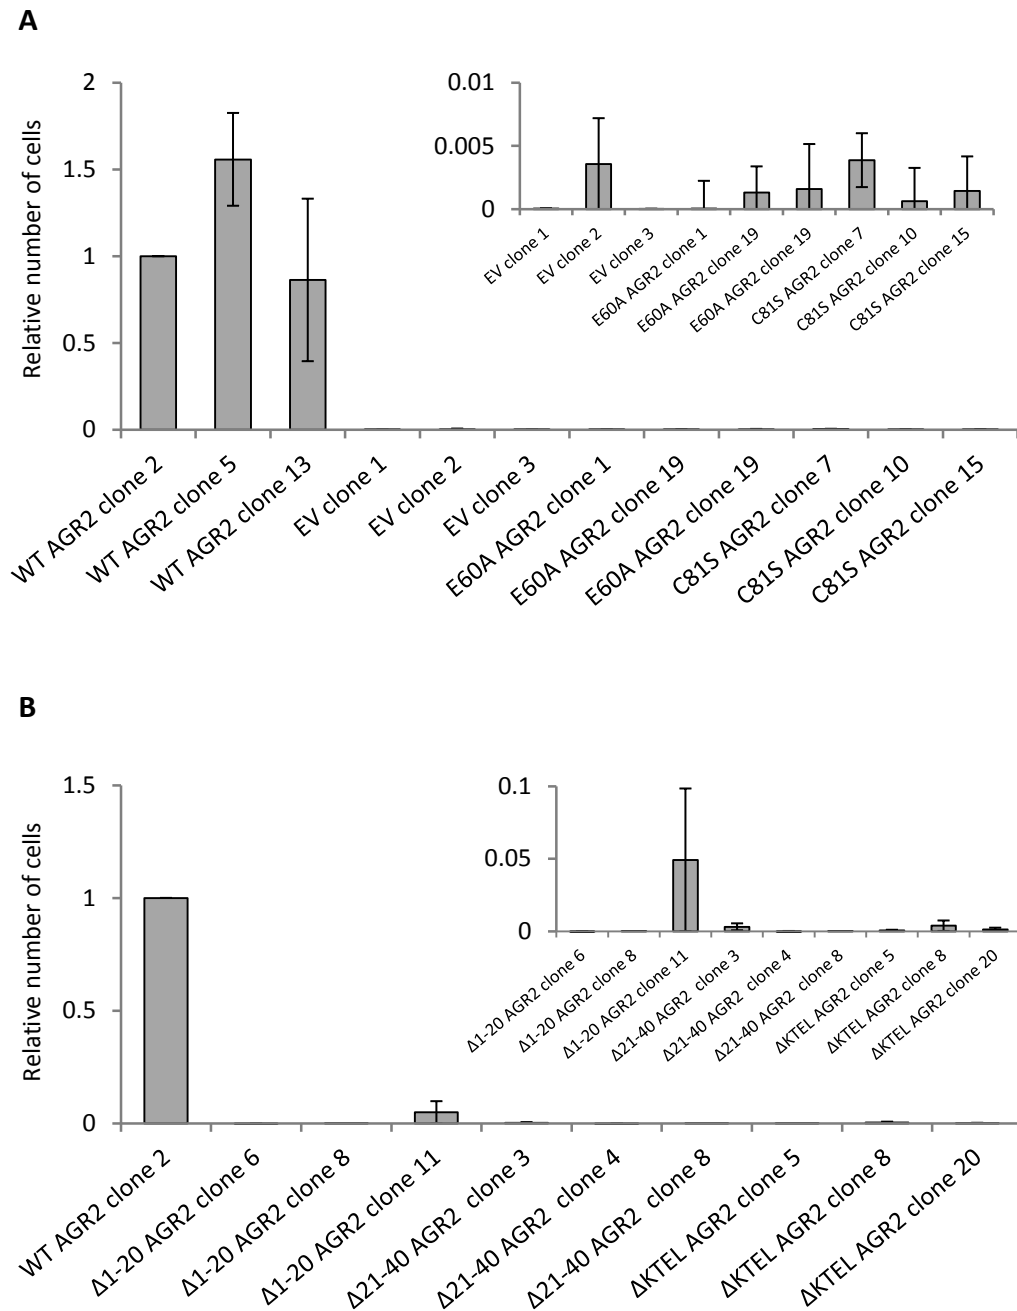 A
Relative number of cells
2
1.5
1
0.5
0
WT AGR2 clone 2
WT AGR2 clone 5
WT AGR2 clone 13
EV clone 1
EV clone 2
EV clone 3
E60A AGR2 clone 1
E60A AGR2 clone 19
E60A AGR2 clone 19
C81S AGR2 clone 7
C81S AGR2 clone 10
C81S AGR2 clone 15
0.01
0.005
0
EV clone 1
EV clone 2
EV clone 3
E60A AGR2 clone 1
E60A AGR2 clone 19
E60A AGR2 clone 19
C81S AGR2 clone 7
C81S AGR2 clone 10
C81S AGR2 clone 15
B
Relative number of cells
1.5
1
0.5
0
WT AGR2 clone 2
Δ1-20 AGR2 clone 6
Δ1-20 AGR2 clone 8
Δ1-20 AGR2 clone 11
Δ21-40 AGR2 clone 3
Δ21-40 AGR2 clone 4
Δ21-40 AGR2 clone 8
ΔKTEL AGR2 clone 5
ΔKTEL AGR2 clone 8
ΔKTEL AGR2 clone 20
0.1
0.05
0
Δ1-20 AGR2 clone 6
Δ1-20 AGR2 clone 8
Δ1-20 AGR2 clone 11
Δ21-40 AGR2 clone 3
Δ21-40 AGR2 clone 4
Δ21-40 AGR2 clone 8
ΔKTEL AGR2 clone 5
ΔKTEL AGR2 clone 8
ΔKTEL AGR2 clone 20